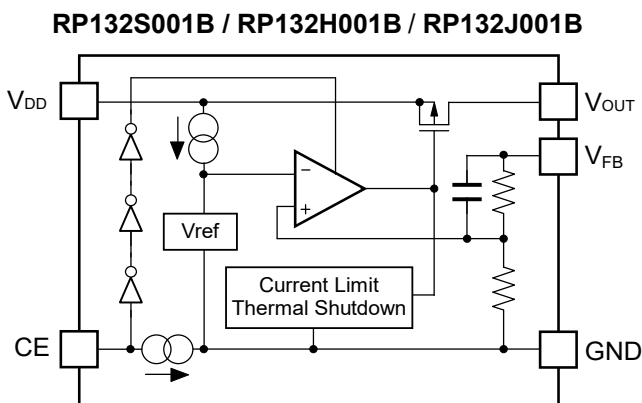 RP132S001B / RP132H001B / RP132J001B
VDD
VOUT
VFB
−
+
Vref
Current Limit
Thermal Shutdown
CE
GND